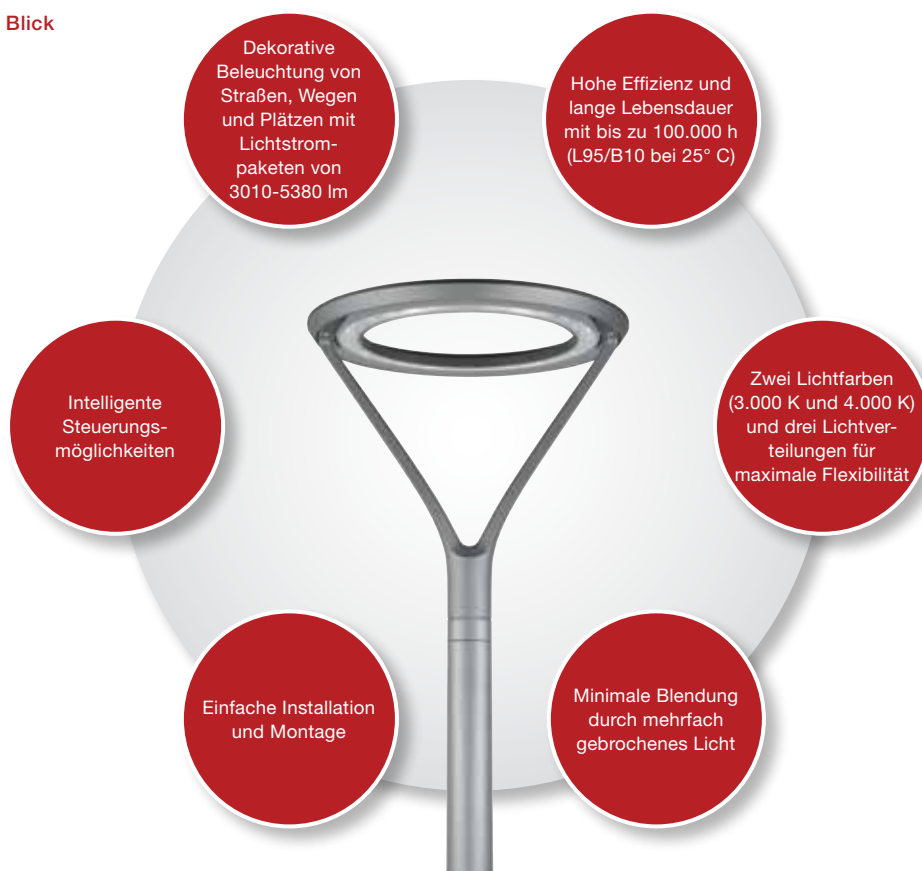 Blick
Dekorative
Beleuchtung von
Straßen, Wegen
und Plätzen mit
Lichtstrom-
paketen von
3010-5380 lm
Hohe Effizienz und
lange Lebensdauer
mit bis zu 100.000 h
(L95/B10 bei 25° C)
Intelligente
Steuerungs-
möglichkeiten
Zwei Lichtfarben
(3.000 K und 4.000 K)
und drei Lichtver-
teilungen für
maximale Flexibilität
Einfache Installation
und Montage
Minimale Blendung
durch mehrfach
gebrochenes Licht